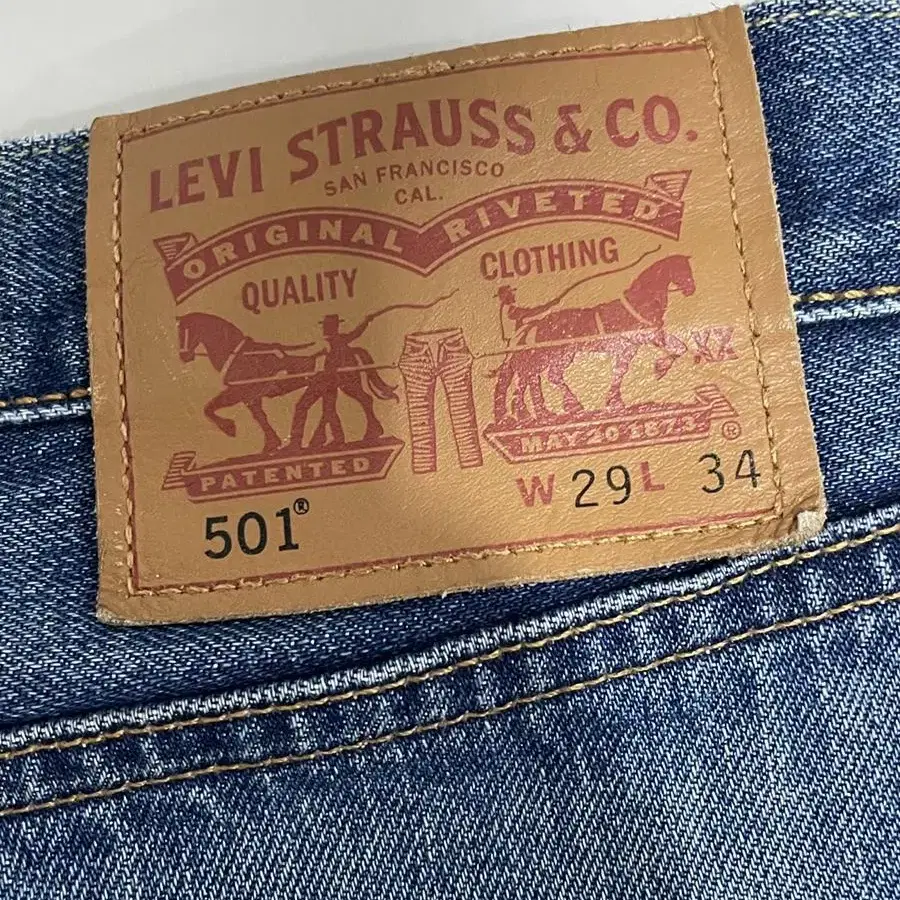 LEVI STRAUSS & CO.
SAN FRANCISCO
CAL.
ORIGINAL RIVETED
QUALITY CLOTHING
XX
PATENTED
MAY 20 1873 ®
501® W 29 L 34